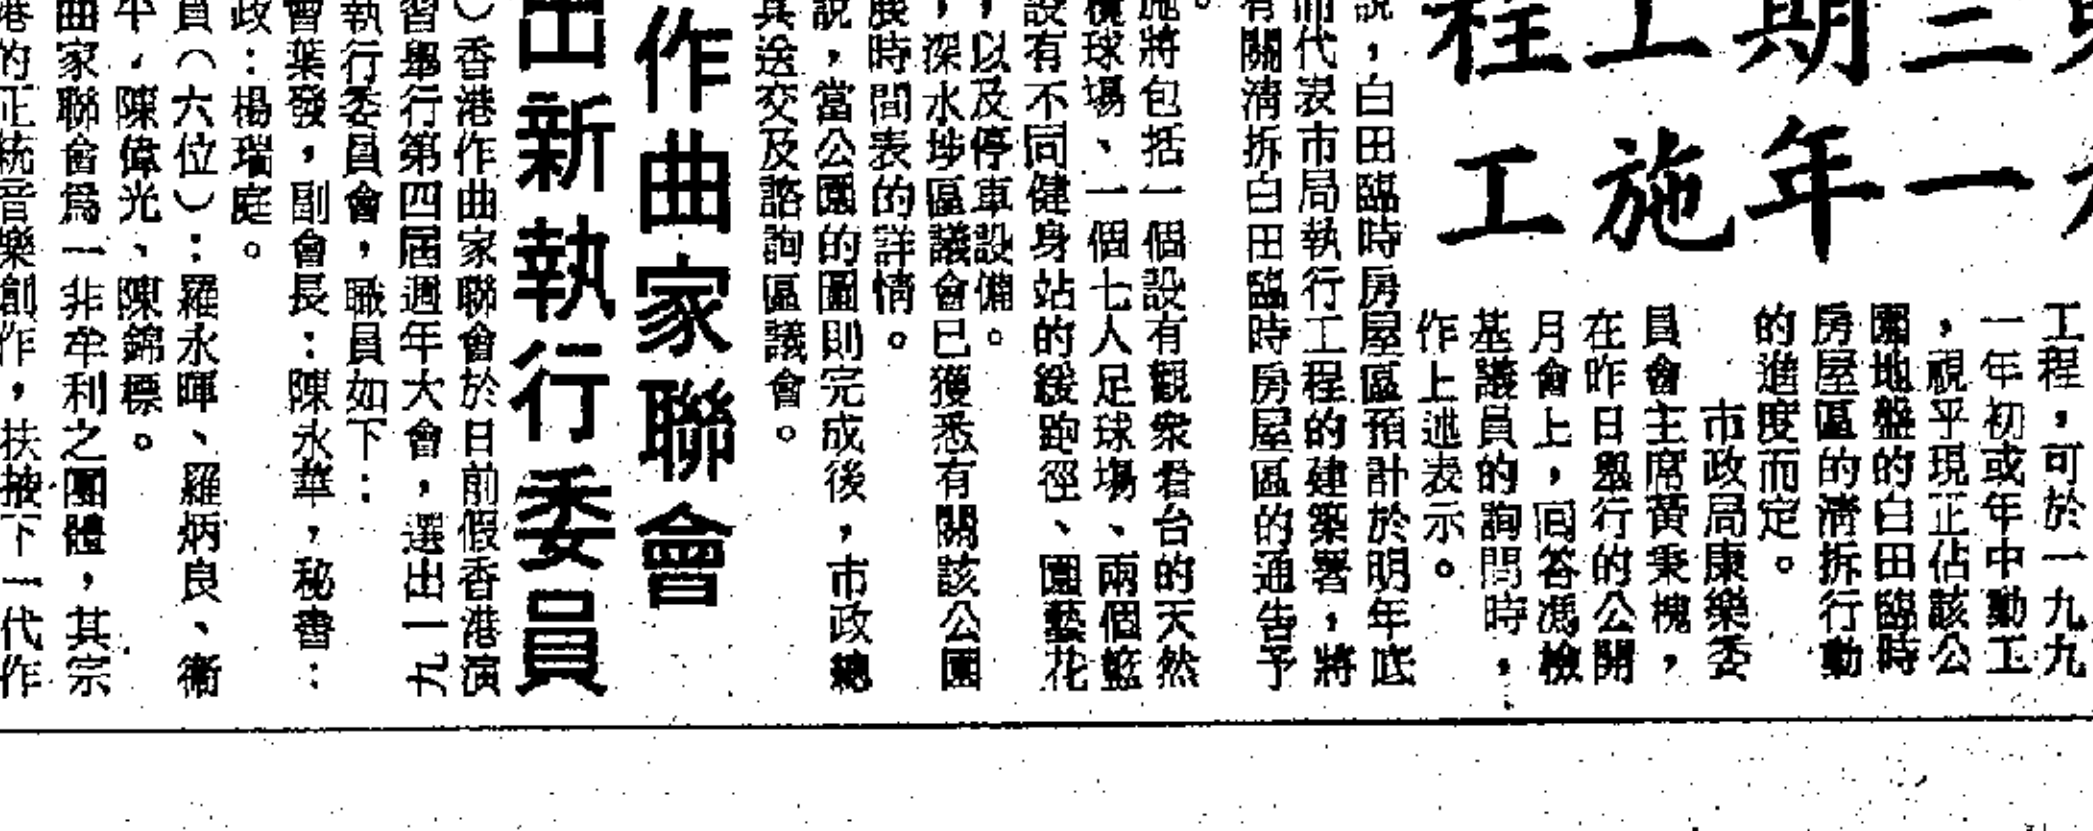 三期工程
一年施工
工程，可於一九九
一年初或年中動工
，視乎現正佔該公
園地盤的白田臨時
房屋區的清拆行動
的進度而定。
市政局康樂委
員會主席黃秉槐，
在昨日舉行的公開
月會上，回答馮檢
基議員的詢問時，
作上述表示。
說，白田臨時房屋區預計於明年底
而代表市局執行工程的建築署，將
有關清拆白田臨時房屋區的通告予
。
施將包括一個設有觀衆看台的天然
欖球場、一個七人足球場、兩個籃
設有不同健身站的緩跑徑、園藝花
，以及停車設備。
，深水埗區議會已獲悉有關該公園
展時間表的詳情。
說，當公園的圖則完成後，市政總
其送交及諮詢區議會。
作曲家聯會
出新執行委員
）香港作曲家聯會於日前假香港演
習舉行第四屆週年大會，選出一九
執行委員會，職員如下：
會葉發，副會長：陳永華，秘書：
政：楊瑞庭。
員（六位）：羅永暉、羅炳良、衞
平，陳偉光、陳錦標。
曲家聯會爲一非牟利之團體，其宗
港的正統音樂創作，扶掖下一代作